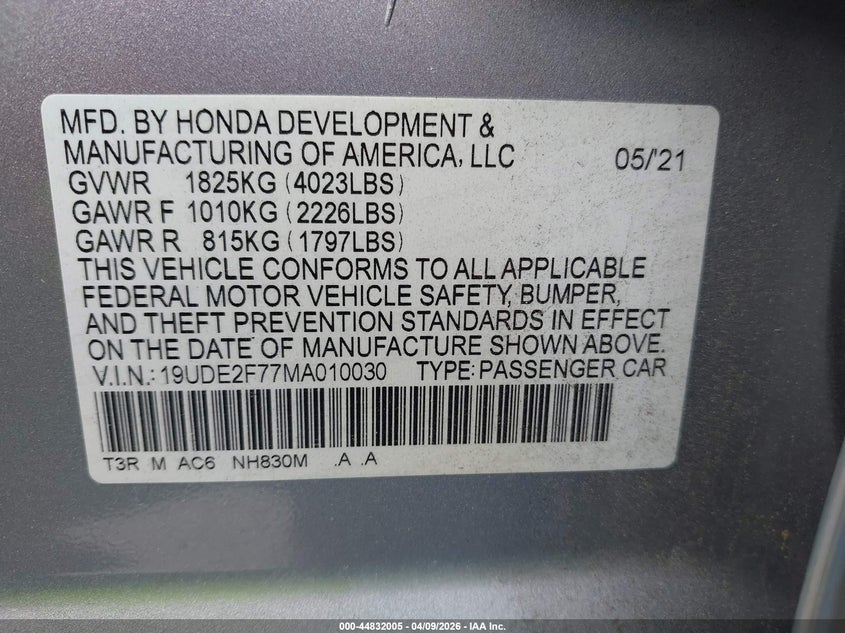 MFD. BY HONDA DEVELOPMENT &
MANUFACTURING OF AMERICA, LLC 05/'21
GVWR 1825KG (4023LBS)
GAWR F 1010KG (2226LBS)
GAWR R 815KG (1797LBS)
THIS VEHICLE CONFORMS TO ALL APPLICABLE
FEDERAL MOTOR VEHICLE SAFETY, BUMPER,
AND THEFT PREVENTION STANDARDS IN EFFECT
ON THE DATE OF MANUFACTURE SHOWN ABOVE.
V.I.N.: 19UDE2F77MA010030 TYPE: PASSENGER CAR
T3R M AC6 NH830M .A .A
000-44832005 | 04/09/2026 | IAA Inc.